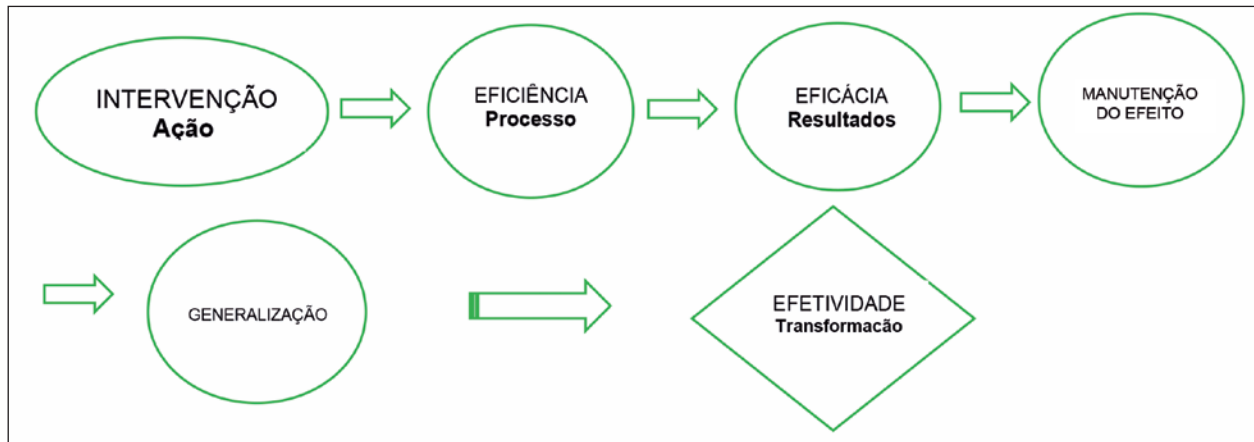 INTERVENÇÃO
Ação
EFICIÊNCIA
Processo
EFICÁCIA
Resultados
MANUTENÇÃO
DO EFEITO
GENERALIZAÇÃO
EFETIVIDADE
Transformacão